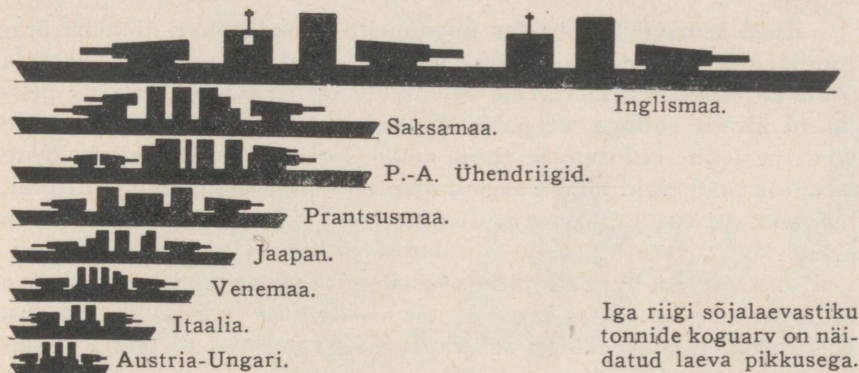 Inglismaa.
Saksamaa.
P.-A. Ühendriigid.
Prantsusmaa.
Jaapan.
Venemaa.
Itaalia.
Austria-Ungari.
Iga riigi sõjalaevastiku
tonnide koguarv on näi-
datud laeva pikkusega.